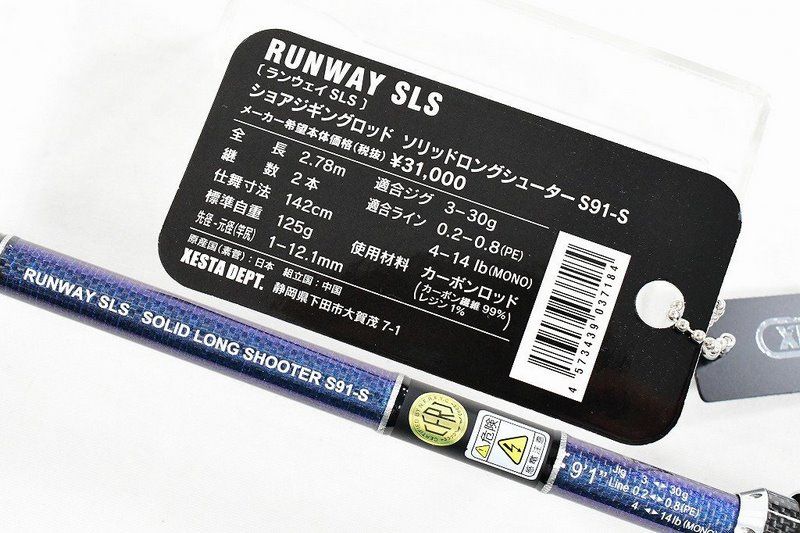 RUNWAY SLS
[ ランウェイ SLS ]
ショアジギングロッド ソリッドロングシューター S91-S
メーカー希望本体価格(税抜) ¥31,000
全長 2.78m
継数 2本
仕舞寸法 142cm
標準自重 125g
先径-元径(竿尻) 1~12.1mm
適合ジグ 3-30g
適合ライン 0.2-0.8(PE)
4-14 lb(MONO)
使用材料 カーボンロッド
(カーボン繊維 99%
レジン 1%)
原産国(素管):日本 組立国:中国
XESTA DEPT. 静岡県下田市大賀茂 7-1
4 573439 037184
RUNWAY SLS SOLID LONG SHOOTER S91-S
危険
感電注意
9'1"
Jig 3 ◄► 30g
Line 0.2 ◄► 0.8(PE)
4 ◄► 14lb(MONO)